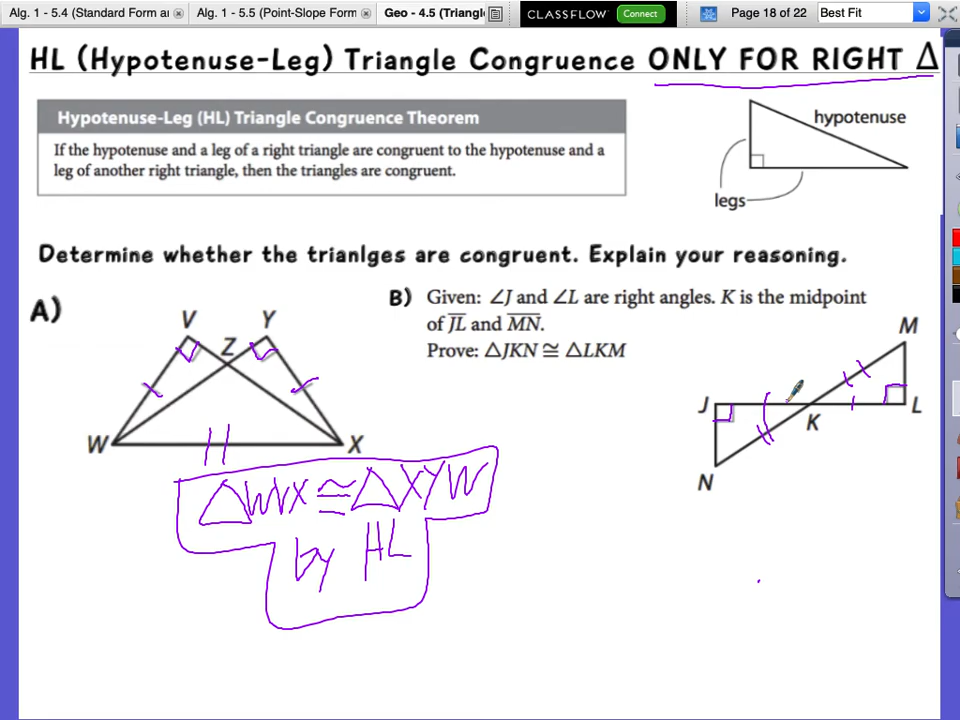 Alg. 1 - 5.4 (Standard Form ar
Alg. 1 - 5.5 (Point-Slope Form
Geo - 4.5 (Triangl
CLASSFLOW
Connect
Page 18 of 22
Best Fit
HL (Hypotenuse-Leg) Triangle Congruence ONLY FOR RIGHT Δ
Hypotenuse-Leg (HL) Triangle Congruence Theorem
If the hypotenuse and a leg of a right triangle are congruent to the hypotenuse and a
leg of another right triangle, then the triangles are congruent.
hypotenuse
legs
Determine whether the trianlges are congruent. Explain your reasoning.
A)
V
Y
Z
W
X
△WVX ≅ △XYW
by HL
B) Given: ∠J and ∠L are right angles. K is the midpoint
of JL and MN.
Prove: △JKN ≅ △LKM
M
J
K
L
N